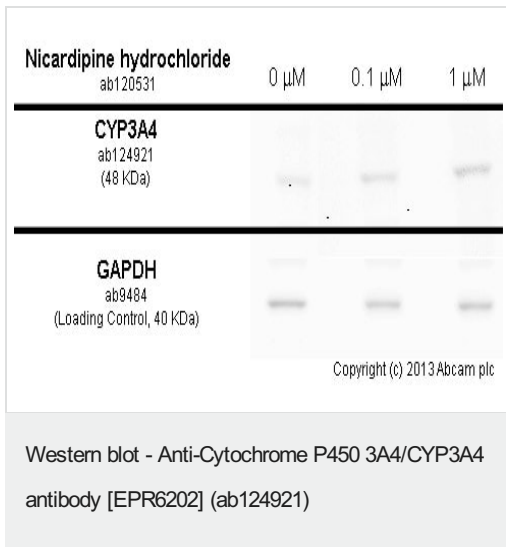 Nicardipine hydrochloride
ab120531
0 µM 0.1 µM 1 µM
CYP3A4
ab124921
(48 KDa)
GAPDH
ab9484
(Loading Control, 40 KDa)
Copyright (c) 2013 Abcam plc
Western blot - Anti-Cytochrome P450 3A4/CYP3A4
antibody [EPR6202] (ab124921)